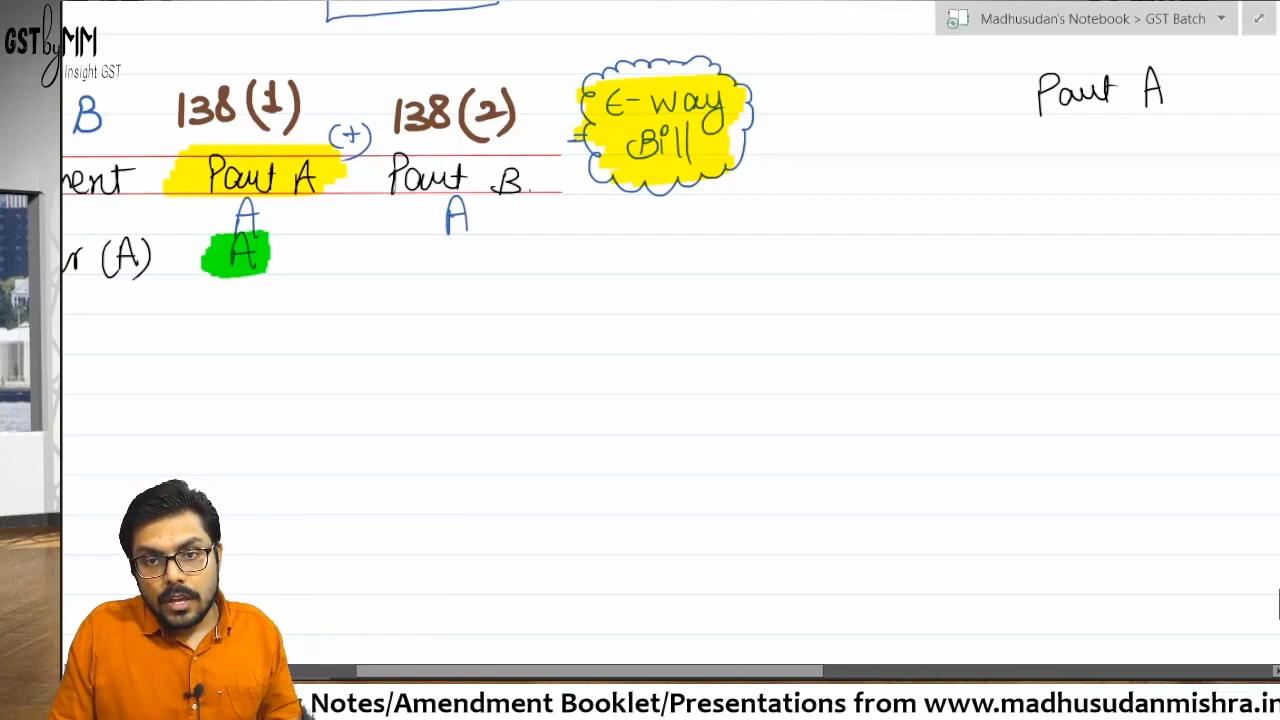 Madhusudan's Notebook > GST Batch
GST by MM
Insight GST
B 138(1) (+) 138(2) = E-way Bill
Part A
ment Part A Part B.
A A
r (A) A
Notes/Amendment Booklet/Presentations from www.madhusudanmishra.in